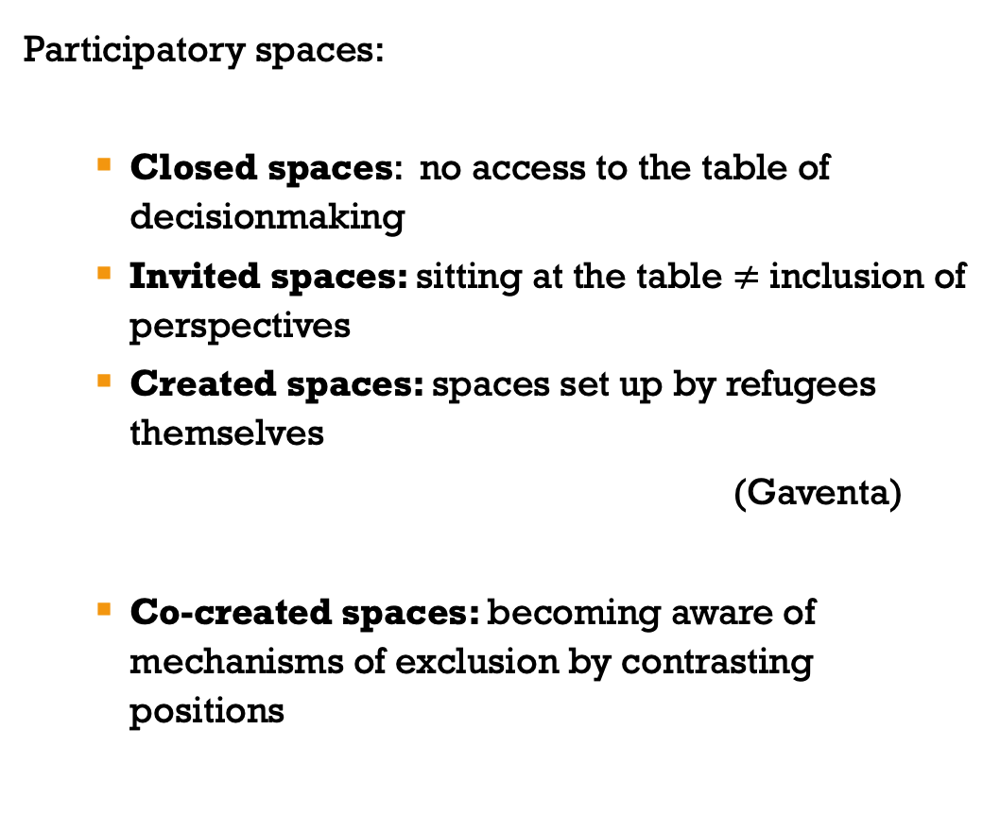 Participatory spaces:
▪ Closed spaces:  no access to the table of
decisionmaking
▪ Invited spaces: sitting at the table ≠ inclusion of
perspectives
▪ Created spaces: spaces set up by refugees
themselves
(Gaventa)
▪ Co-created spaces: becoming aware of
mechanisms of exclusion by contrasting
positions